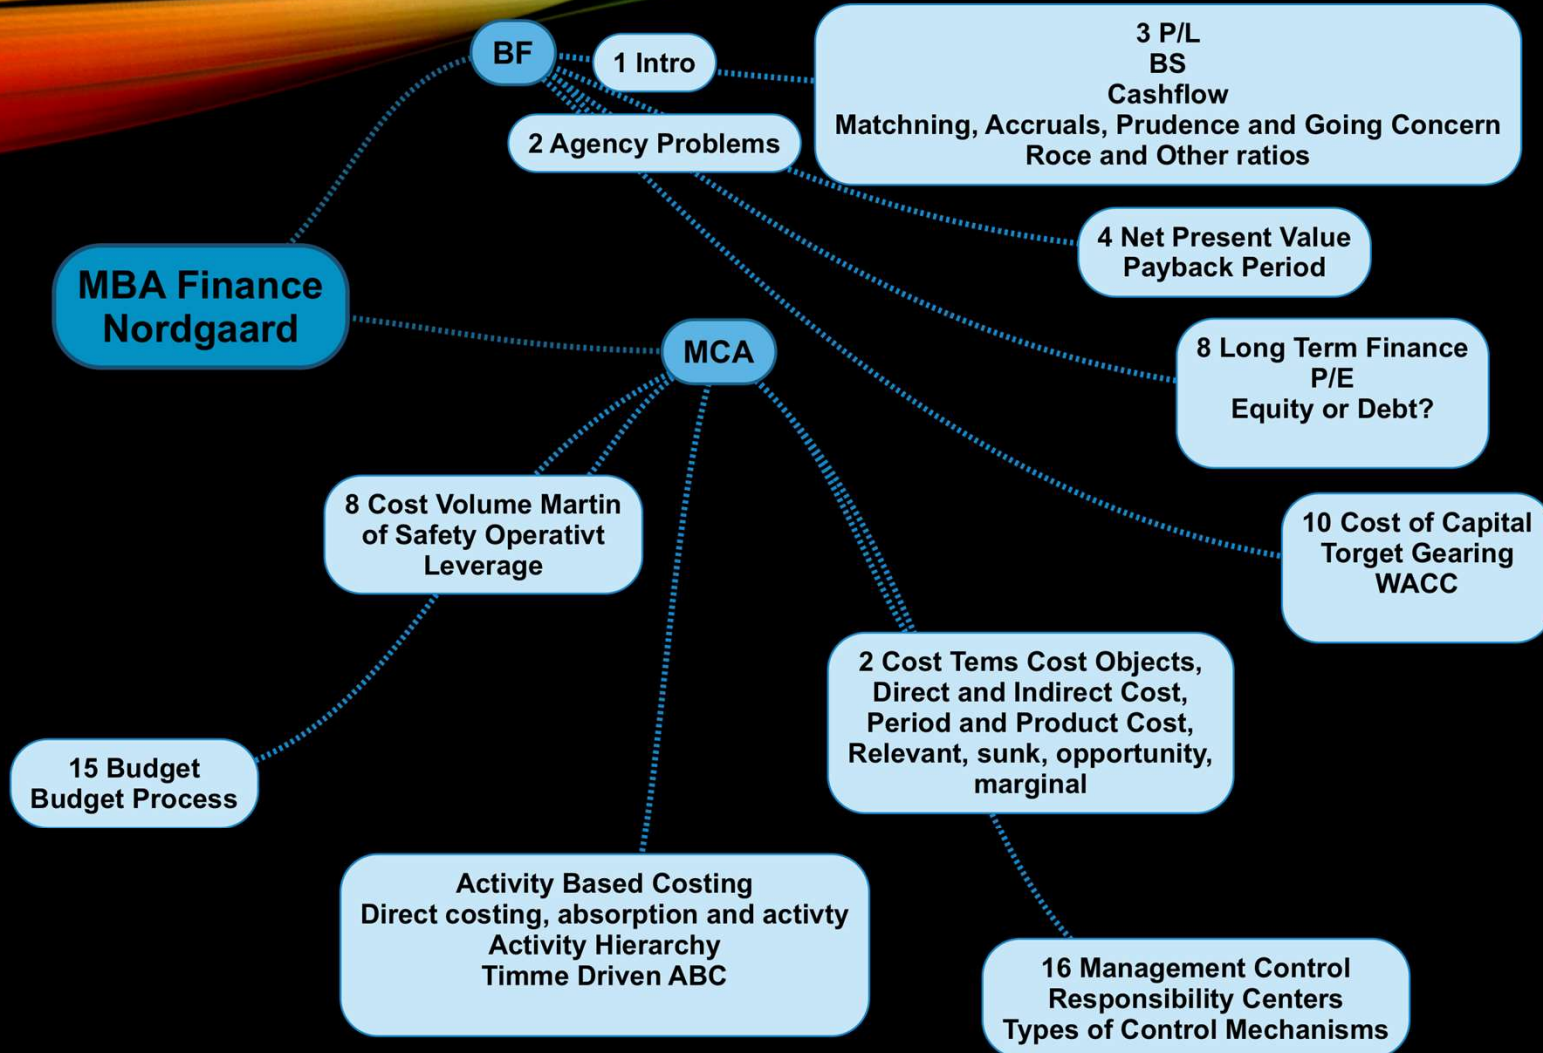 BF
1 Intro
3 P/L
BS
Cashflow
Matchning, Accruals, Prudence and Going Concern
Roce and Other ratios
2 Agency Problems
4 Net Present Value
Payback Period
MBA Finance
Nordgaard
8 Long Term Finance
P/E
Equity or Debt?
MCA
8 Cost Volume Martin
of Safety Operativt
Leverage
10 Cost of Capital
Torget Gearing
WACC
2 Cost Tems Cost Objects,
Direct and Indirect Cost,
Period and Product Cost,
Relevant, sunk, opportunity,
marginal
15 Budget
Budget Process
Activity Based Costing
Direct costing, absorption and activty
Activity Hierarchy
Timme Driven ABC
16 Management Control
Responsibility Centers
Types of Control Mechanisms